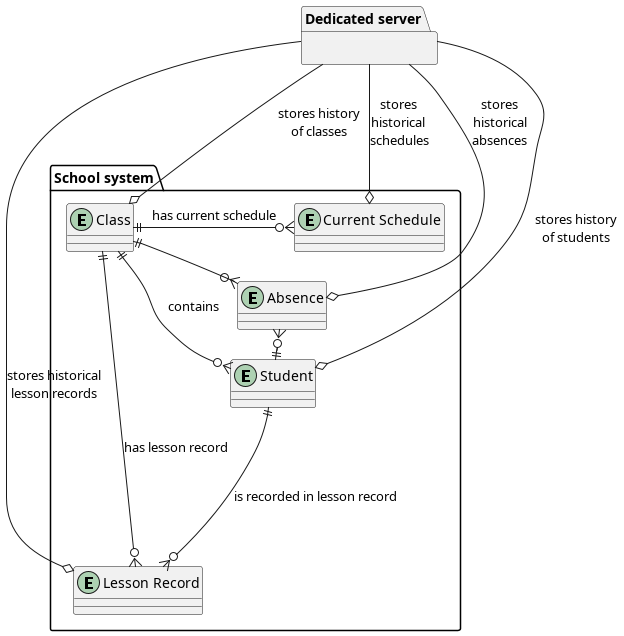 Dedicated server
stores history
of classes
stores
historical
schedules
stores
historical
absences
School system
E Class
has current schedule
E Current Schedule
stores history
of students
E Absence
contains
E Student
stores historical
lesson records
has lesson record
is recorded in lesson record
E Lesson Record